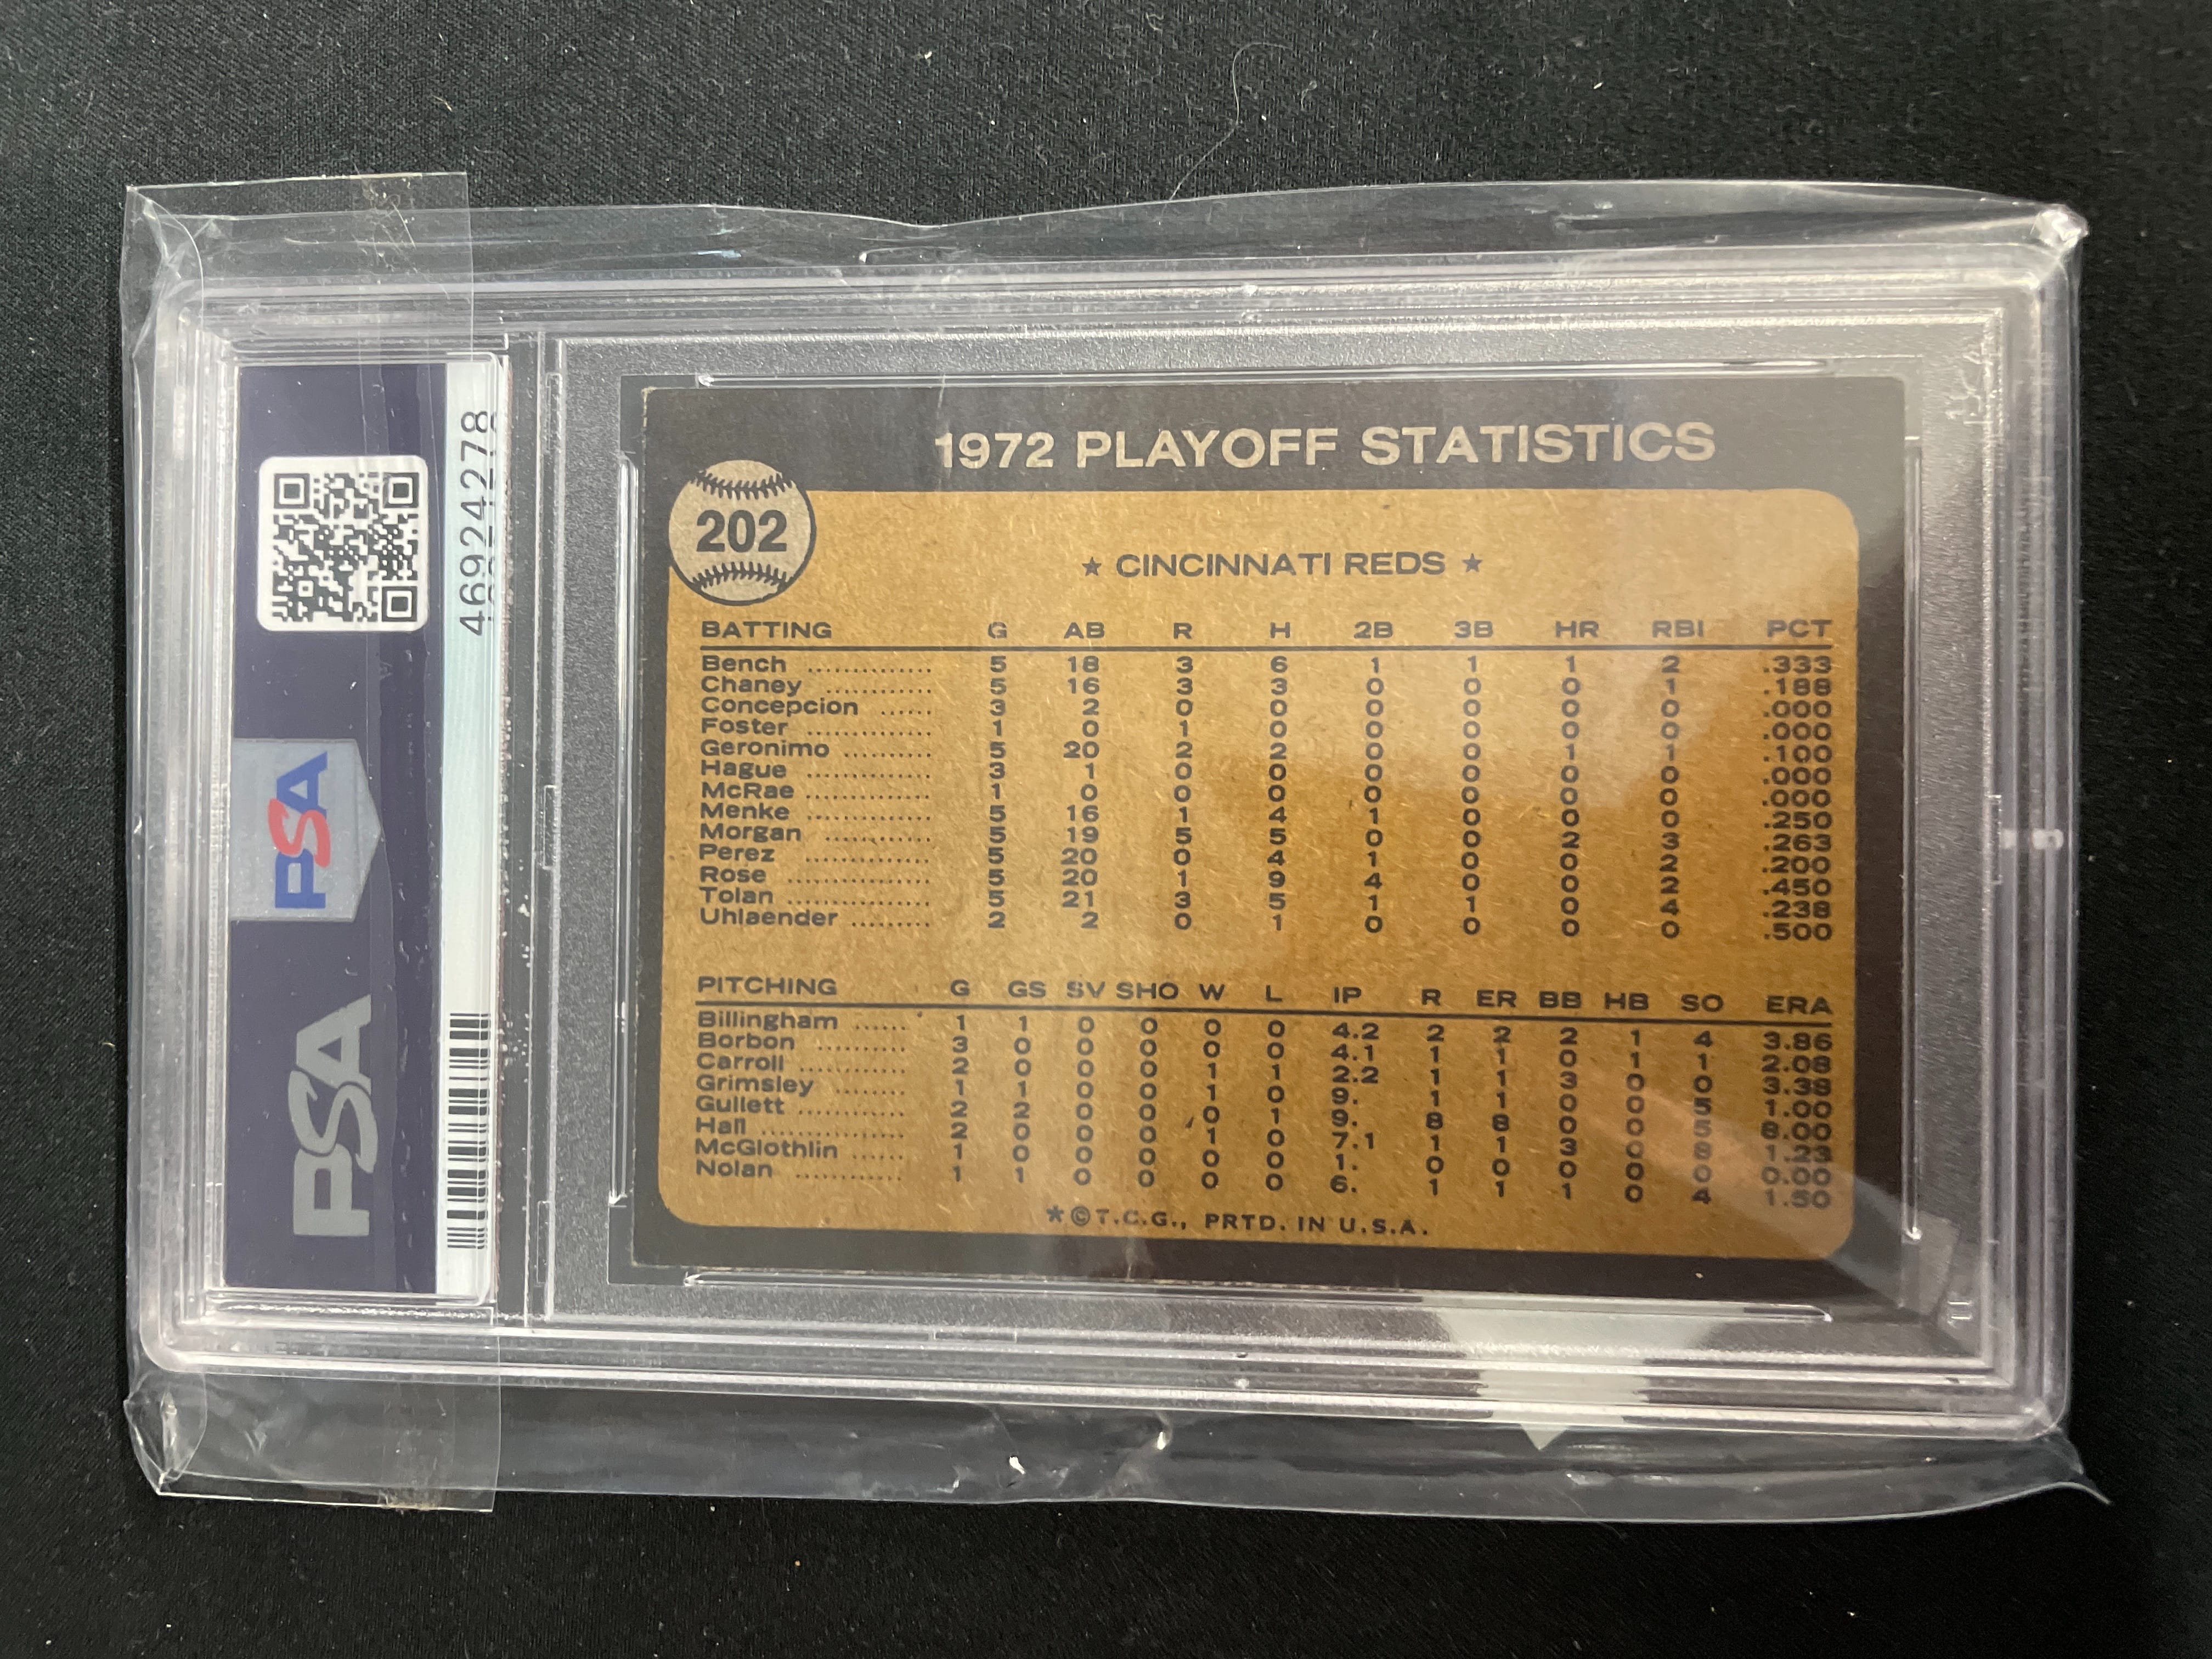 46924278
PSA
PSA
1972 PLAYOFF STATISTICS
202
★ CINCINNATI REDS ★
BATTING G AB R H 2B 3B HR RBI PCT
Bench .............. 5 18 3 6 1 1 1 2 .333
Chaney ............ 5 16 3 3 0 0 0 1 .188
Concepcion ...... 3 2 0 0 0 0 0 0 .000
Foster .............. 1 0 1 0 0 0 0 0 .000
Geronimo .......... 5 20 2 2 0 0 1 1 .100
Hague .............. 3 1 0 0 0 0 0 0 .000
McRae .............. 1 0 0 0 0 0 0 0 .000
Menke .............. 5 16 1 4 1 0 0 0 .250
Morgan ............ 5 19 5 5 0 0 2 3 .263
Perez .............. 5 20 0 4 1 0 0 2 .200
Rose ................ 5 20 1 9 4 0 0 2 .450
Tolan ................ 5 21 3 5 1 1 0 4 .238
Uhlaender ......... 2 2 0 1 0 0 0 0 .500
PITCHING G GS SV SHO W L IP R ER BB HB SO ERA
Billingham ...... 1 1 0 0 0 0 4.2 2 2 2 1 4 3.86
Borbon .......... 3 0 0 0 0 0 4.1 1 1 0 1 1 2.08
Carroll ............ 2 0 0 0 1 1 2.2 1 1 3 0 0 3.38
Grimsley ........ 1 1 0 0 1 0 9. 1 1 0 0 5 1.00
Gullett ............ 2 2 0 0 0 1 9. 8 8 0 0 5 8.00
Hall ................ 2 0 0 0 1 0 7.1 1 1 3 0 8 1.23
McGlothlin ...... 1 0 0 0 0 0 1. 0 0 0 0 0 0.00
Nolan ............ 1 1 0 0 0 0 6. 1 1 1 0 4 1.50
*©T.C.G., PRTD. IN U.S.A.